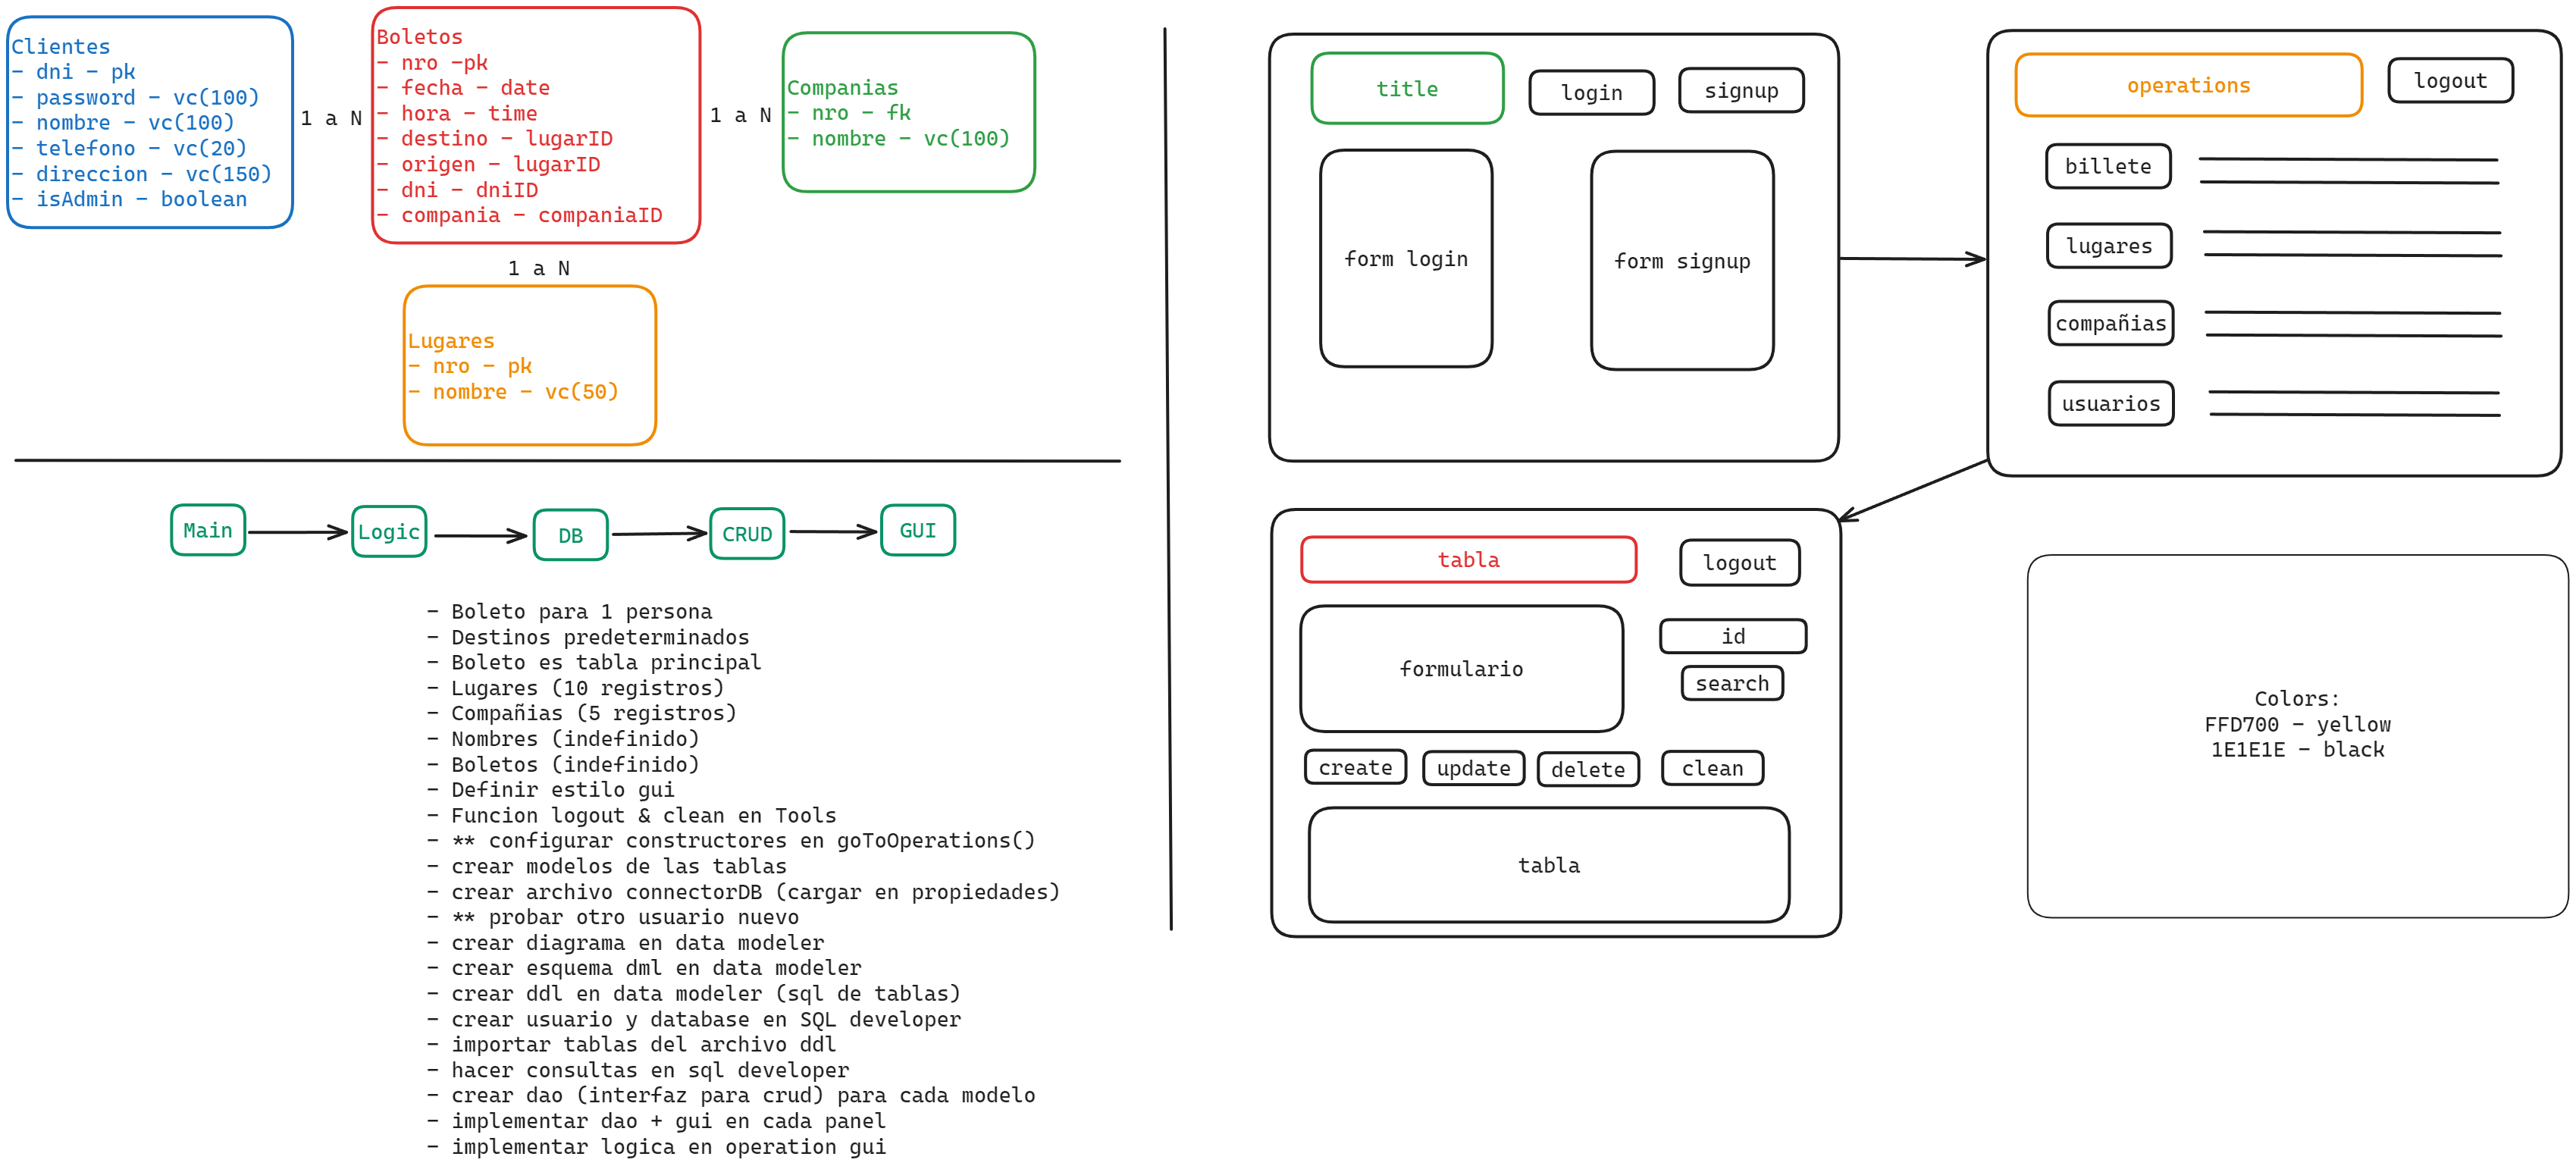 Clientes
- dni - pk
- password - vc(100)
- nombre - vc(100)
- telefono - vc(20)
- direccion - vc(150)
- isAdmin - boolean
1 a N
Boletos
- nro -pk
- fecha - date
- hora - time
- destino - lugarID
- origen - lugarID
- dni - dniID
- compania - companiaID
1 a N
Companias
- nro - fk
- nombre - vc(100)
1 a N
Lugares
- nro - pk
- nombre - vc(50)
Main
Logic
DB
CRUD
GUI
- Boleto para 1 persona
- Destinos predeterminados
- Boleto es tabla principal
- Lugares (10 registros)
- Compañias (5 registros)
- Nombres (indefinido)
- Boletos (indefinido)
- Definir estilo gui
- Funcion logout & clean en Tools
- ** configurar constructores en goToOperations()
- crear modelos de las tablas
- crear archivo connectorDB (cargar en propiedades)
- ** probar otro usuario nuevo
- crear diagrama en data modeler
- crear esquema dml en data modeler
- crear ddl en data modeler (sql de tablas)
- crear usuario y database en SQL developer
- importar tablas del archivo ddl
- hacer consultas en sql developer
- crear dao (interfaz para crud) para cada modelo
- implementar dao + gui en cada panel
- implementar logica en operation gui
title
login
signup
form login
form signup
operations
logout
billete
lugares
compañias
usuarios
tabla
logout
formulario
id
search
create
update
delete
clean
tabla
Colors:
FFD700 - yellow
1E1E1E - black